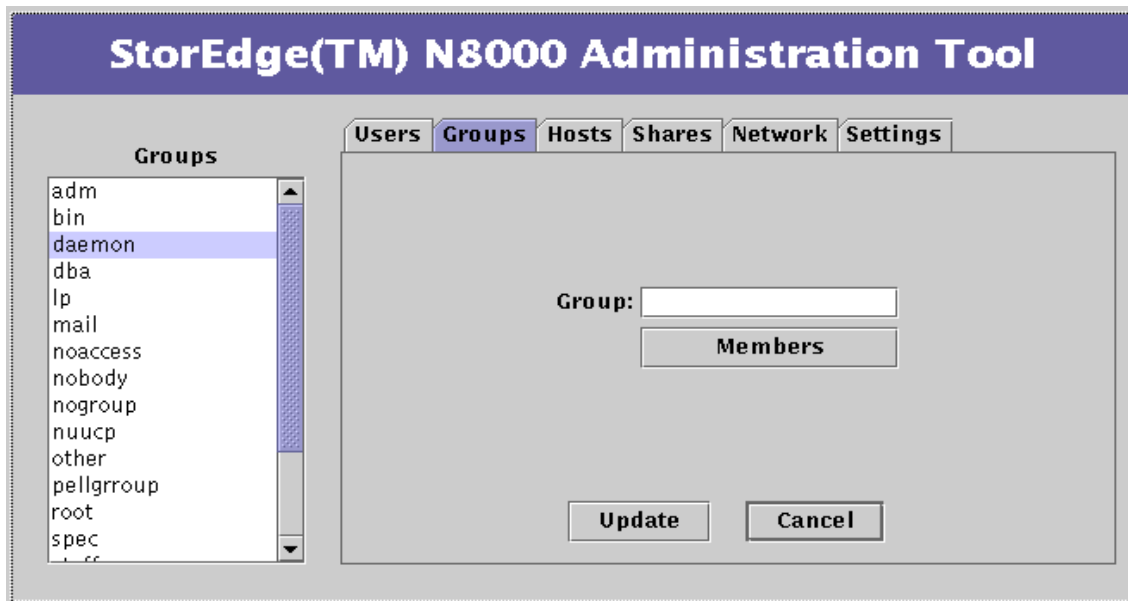 StorEdge(TM) N8000 Administration Tool
Users Groups Hosts Shares Network Settings
Groups
adm
bin
daemon
dba
lp
mail
noaccess
nobody
nogroup
nuucp
other
pellgrroup
root
spec
Group:
Members
Update Cancel